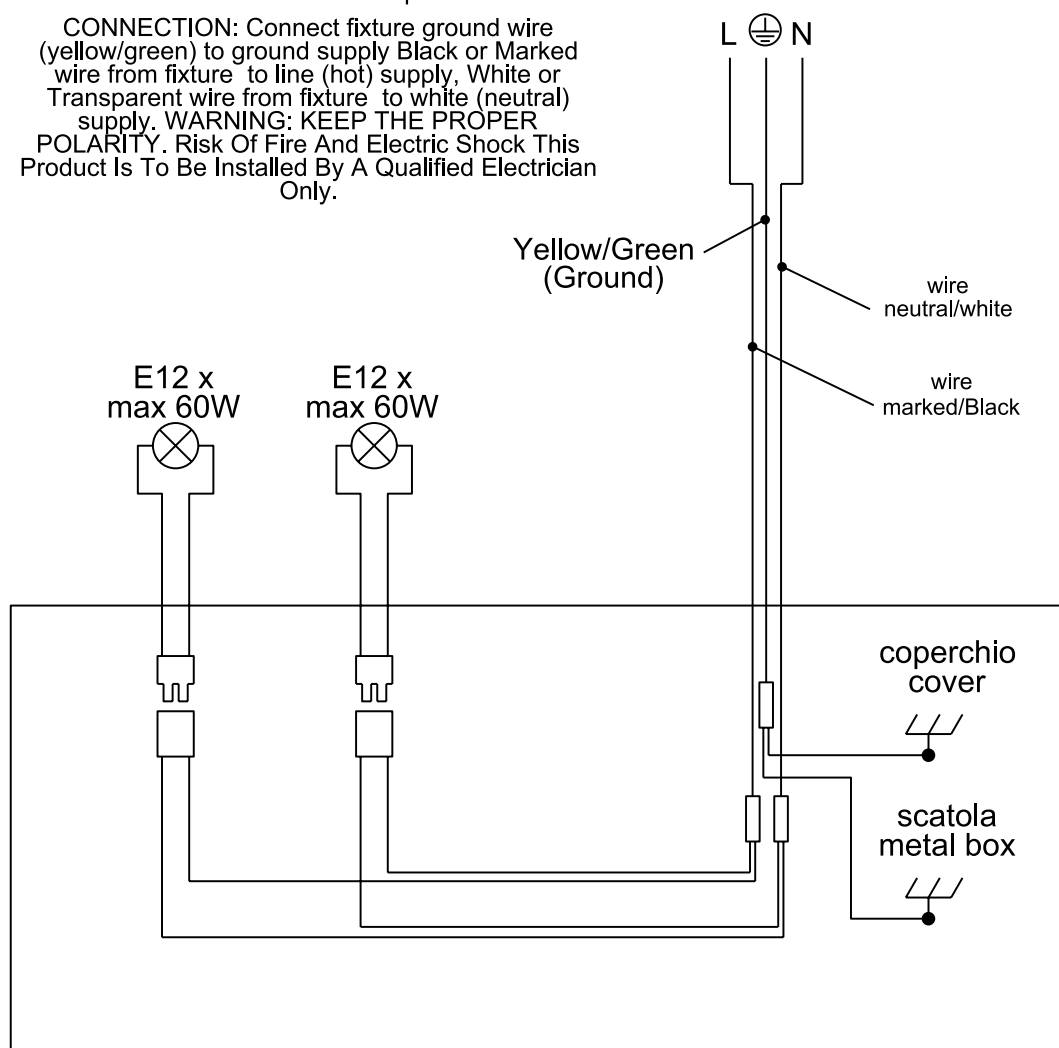 CONNECTION: Connect fixture ground wire
(yellow/green) to ground supply Black or Marked
wire from fixture to line (hot) supply, White or
Transparent wire from fixture to white (neutral)
supply. WARNING: KEEP THE PROPER
POLARITY. Risk Of Fire And Electric Shock This
Product Is To Be Installed By A Qualified Electrician
Only.
L N
Yellow/Green
(Ground)
wire
neutral/white
wire
marked/Black
E12 x
max 60W
E12 x
max 60W
coperchio
cover
scatola
metal box